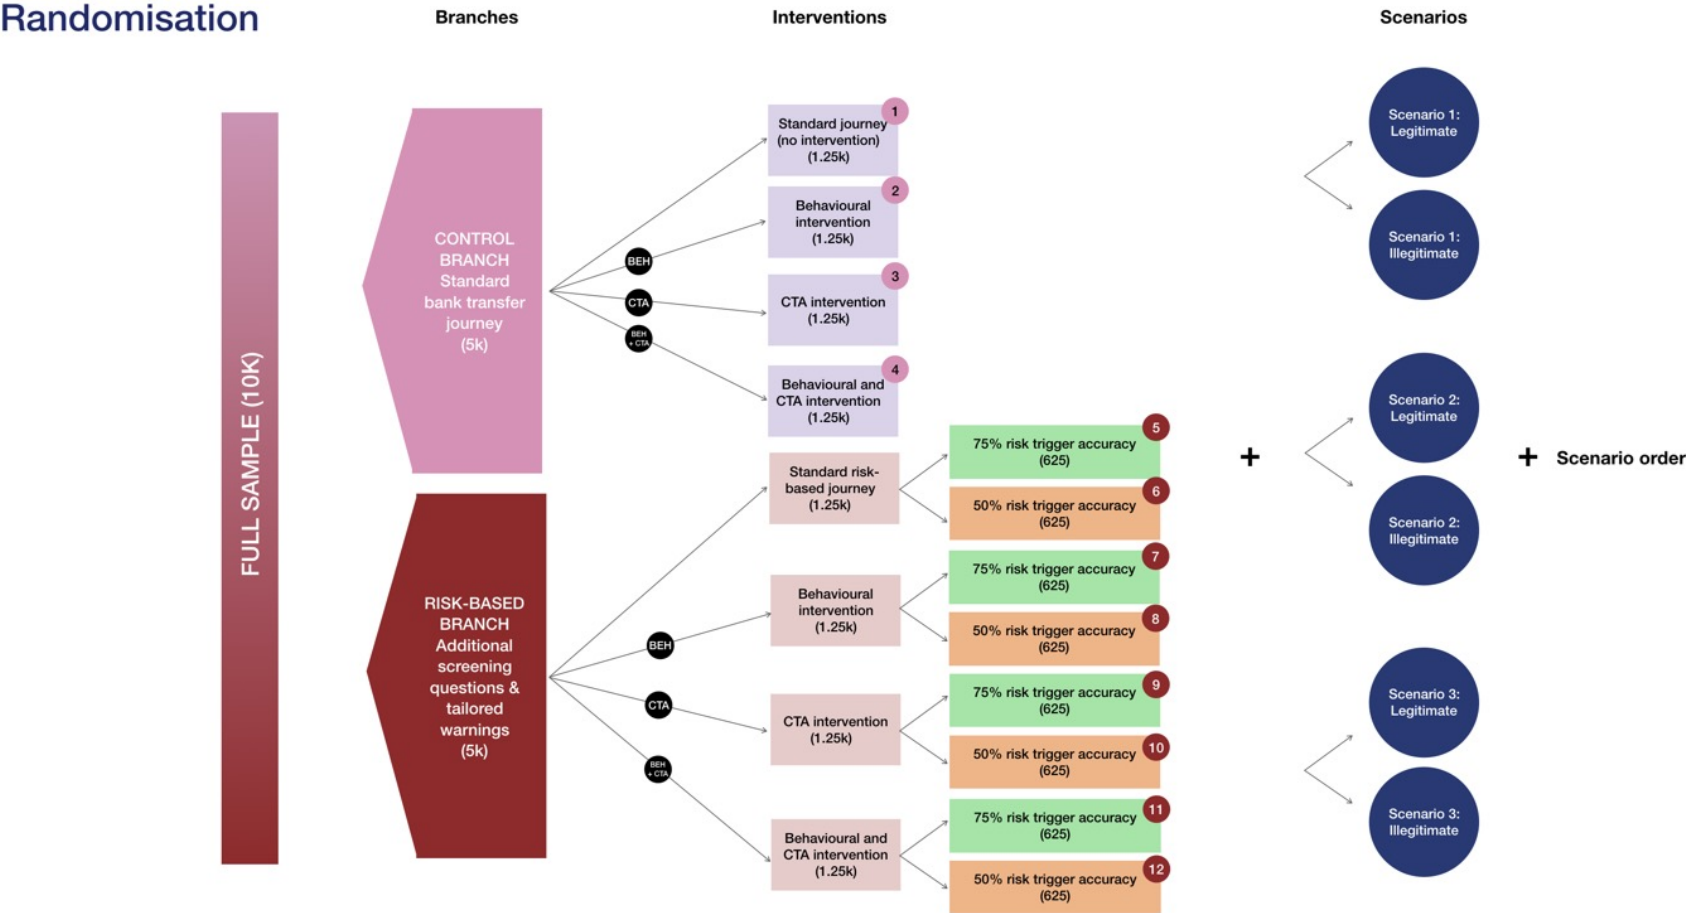 Randomisation
Branches
Interventions
Scenarios
FULL SAMPLE (10K)
CONTROL
BRANCH
Standard
bank transfer
journey
(5k)
BEH
CTA
BEH
+ CTA
1
Standard journey
(no intervention)
(1.25k)
2
Behavioural
intervention
(1.25k)
3
CTA intervention
(1.25k)
4
Behavioural and
CTA intervention
(1.25k)
RISK-BASED
BRANCH
Additional
screening
questions &
tailored
warnings
(5k)
BEH
CTA
BEH
+ CTA
Standard risk-
based journey
(1.25k)
5
75% risk trigger accuracy
(625)
6
50% risk trigger accuracy
(625)
Behavioural
intervention
(1.25k)
7
75% risk trigger accuracy
(625)
8
50% risk trigger accuracy
(625)
CTA intervention
(1.25k)
9
75% risk trigger accuracy
(625)
10
50% risk trigger accuracy
(625)
Behavioural and
CTA intervention
(1.25k)
11
75% risk trigger accuracy
(625)
12
50% risk trigger accuracy
(625)
+
Scenario 1:
Legitimate
Scenario 1:
Illegitimate
Scenario 2:
Legitimate
Scenario 2:
Illegitimate
Scenario 3:
Legitimate
Scenario 3:
Illegitimate
+ Scenario order